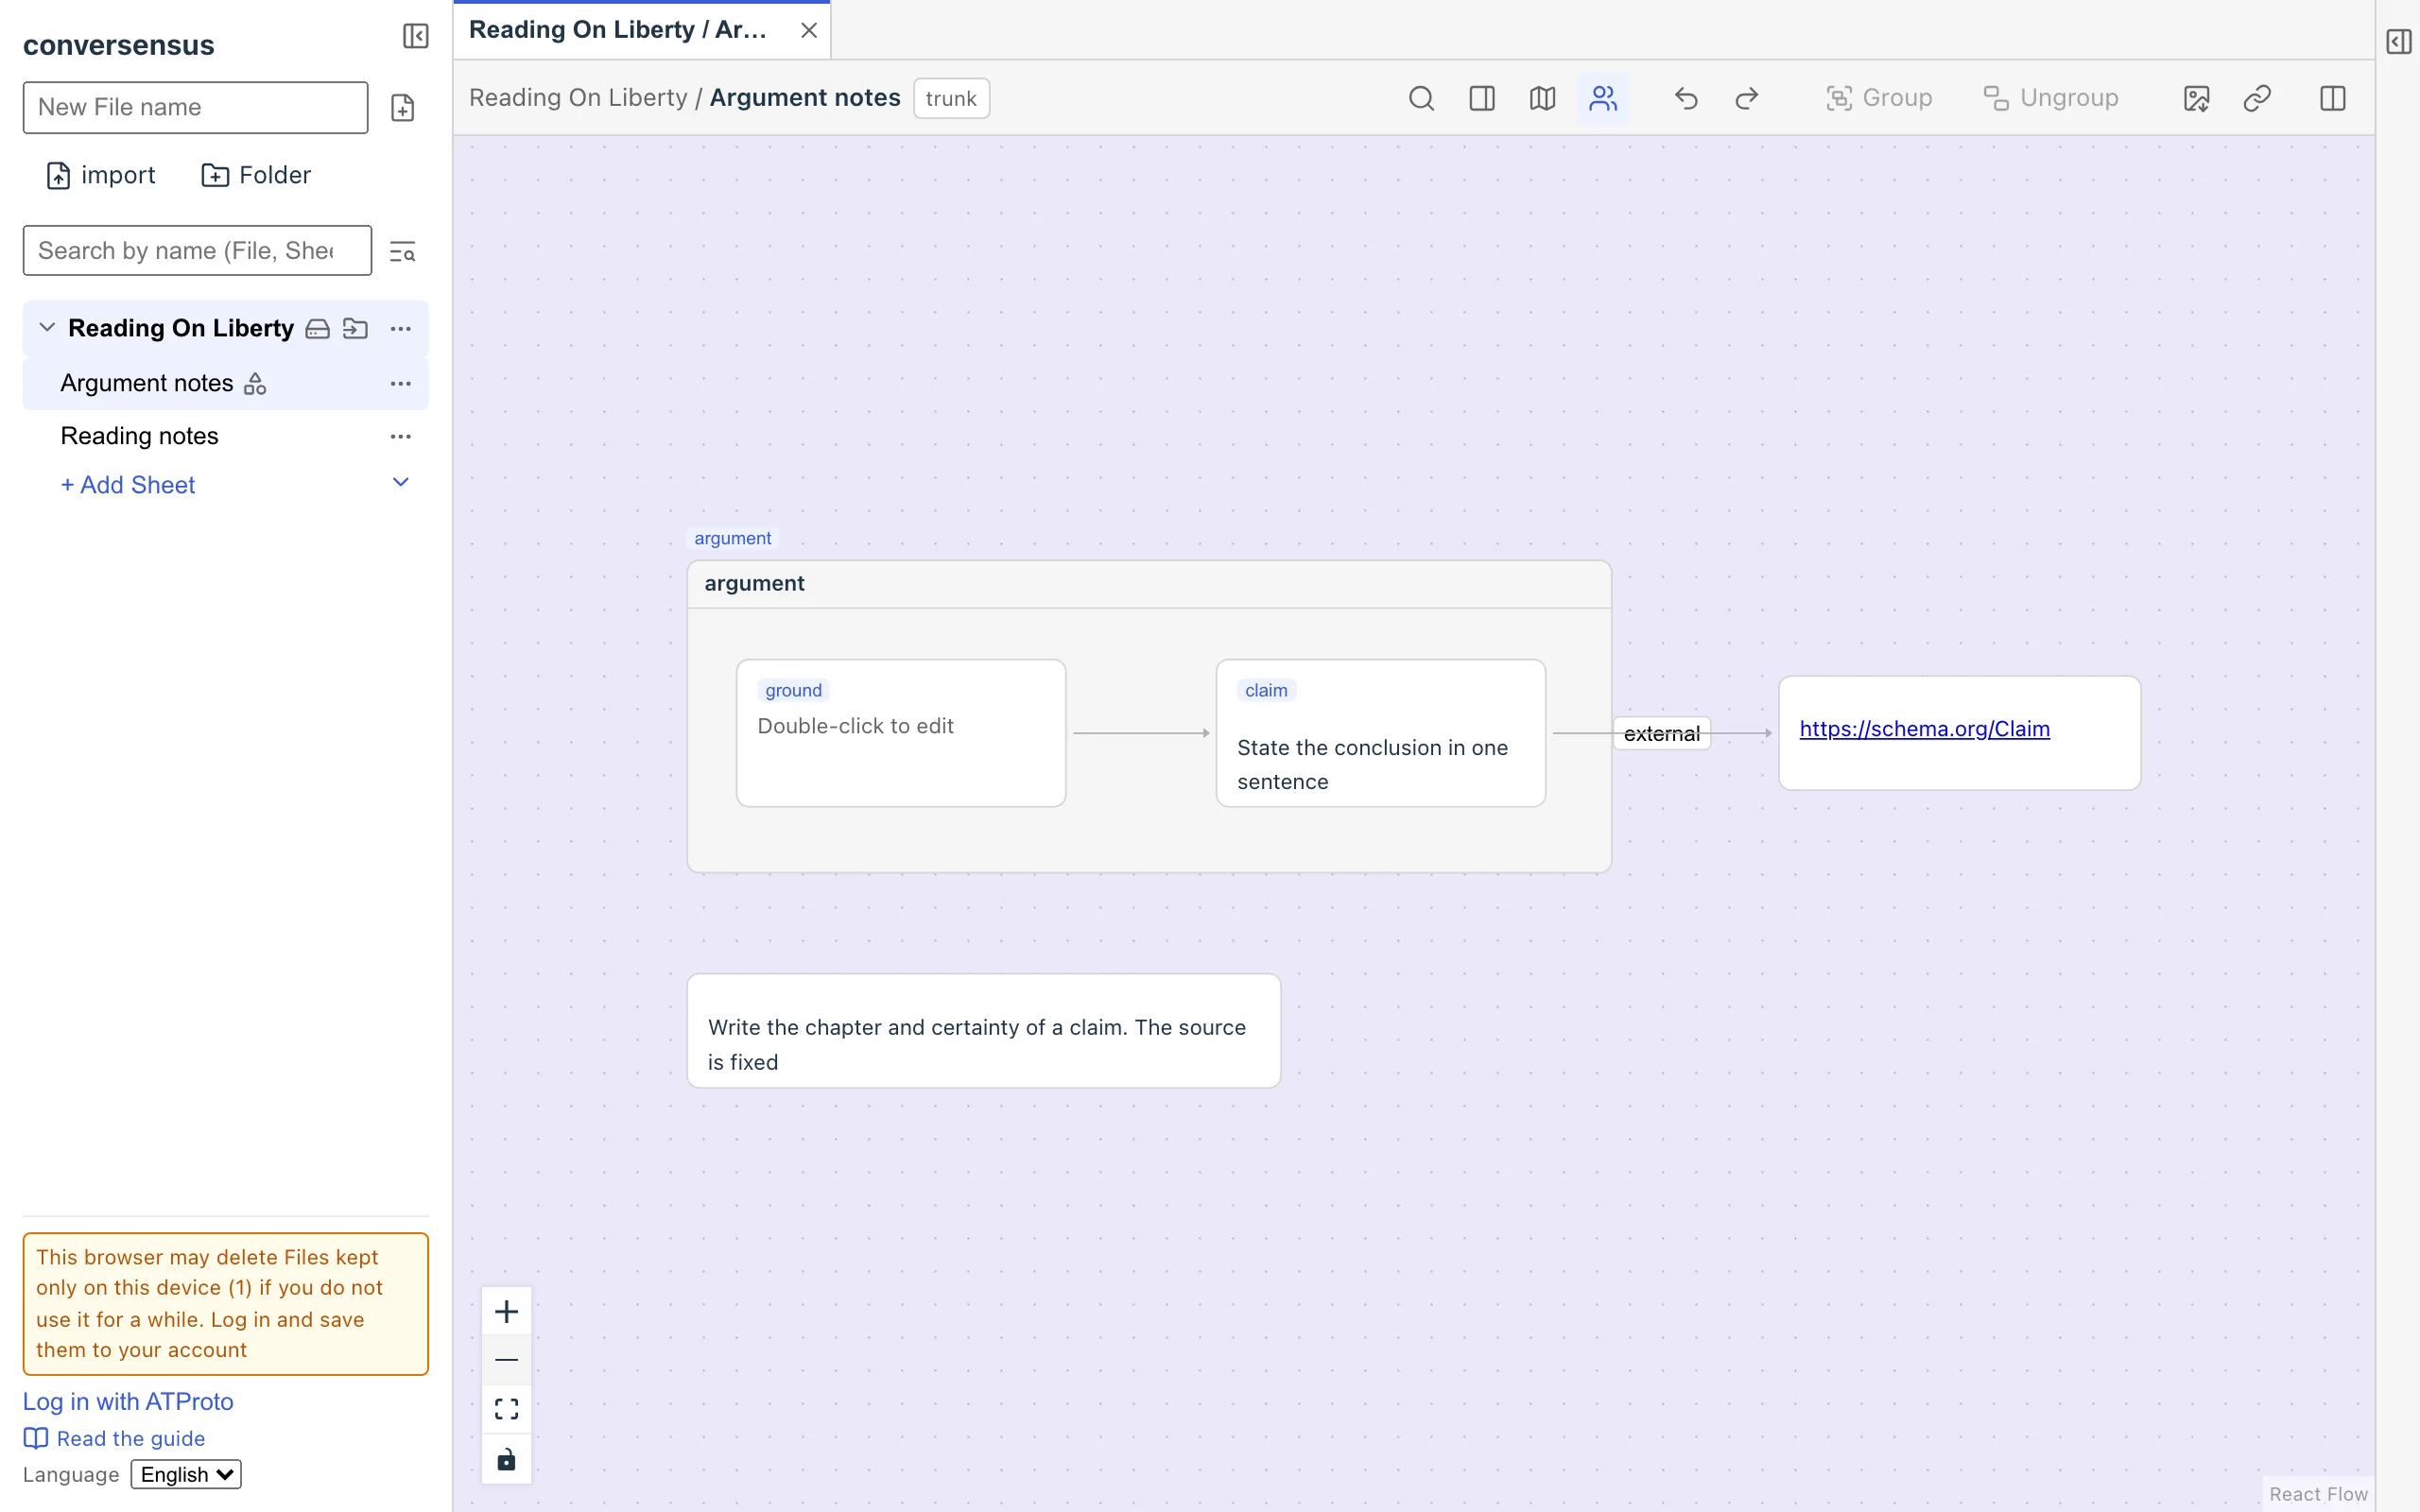 conversensus
New File name
import
Folder
Search by name (File, Shee
Reading On Liberty
Argument notes
Reading notes
+ Add Sheet
This browser may delete Files kept
only on this device (1) if you do not
use it for a while. Log in and save
them to your account
Log in with ATProto
Read the guide
Language English
Reading On Liberty / Ar...
Reading On Liberty / Argument notes trunk
Group
Ungroup
argument
argument
ground
Double-click to edit
claim
State the conclusion in one
sentence
external
https://schema.org/Claim
Write the chapter and certainty of a claim. The source
is fixed
React Flow